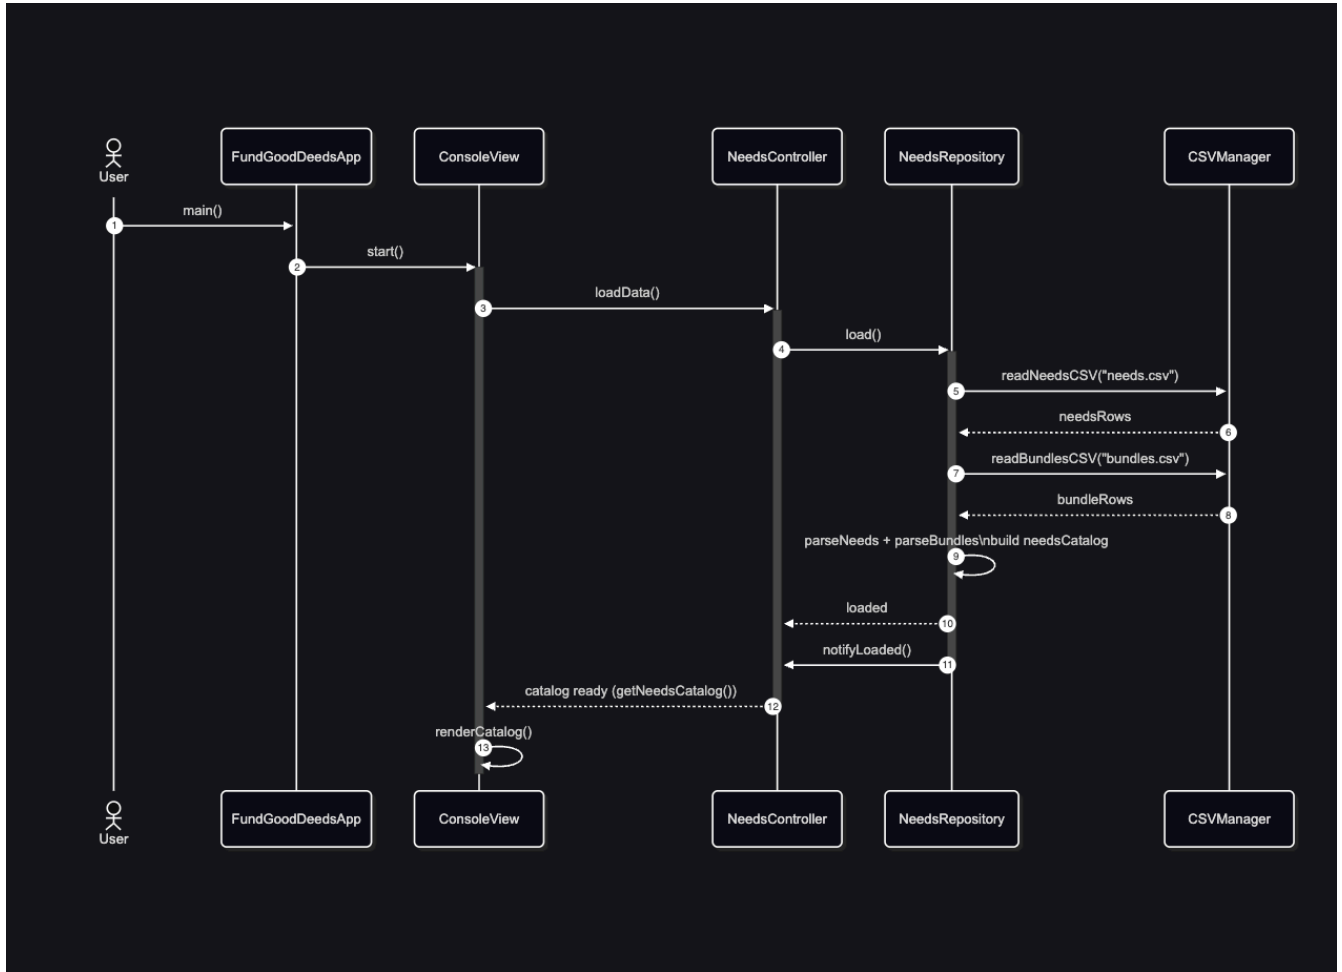 User
FundGoodDeedsApp
ConsoleView
NeedsController
NeedsRepository
CSVManager
main()
1
start()
2
loadData()
3
load()
4
readNeedsCSV("needs.csv")
5
needsRows
6
readBundlesCSV("bundles.csv")
7
bundleRows
8
parseNeeds + parseBundles\nbuild needsCatalog
9
loaded
10
notifyLoaded()
11
catalog ready (getNeedsCatalog())
12
renderCatalog()
13
User
FundGoodDeedsApp
ConsoleView
NeedsController
NeedsRepository
CSVManager